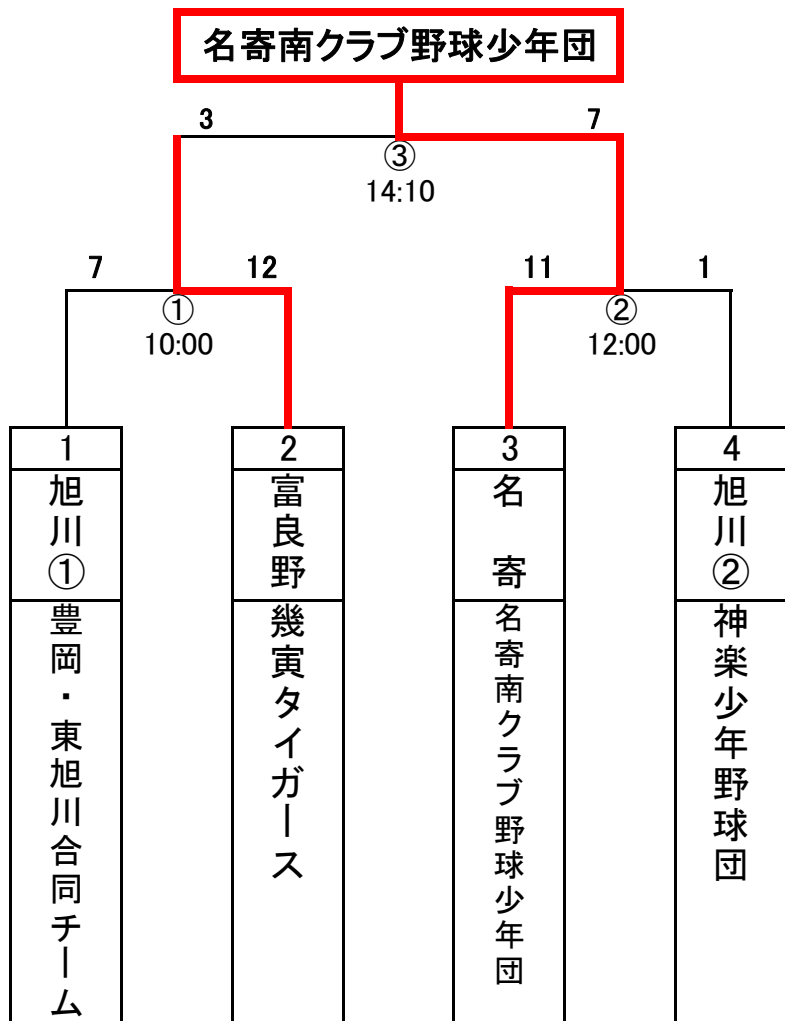 名寄南クラブ野球少年団
3 7
③
14:10
7 12 11 1
① ②
10:00 12:00
1 2 3 4
旭川①
富良野
名寄
旭川②
豊岡・東旭川合同チーム
幾寅タイガース
名寄南クラブ野球少年団
神楽少年野球団